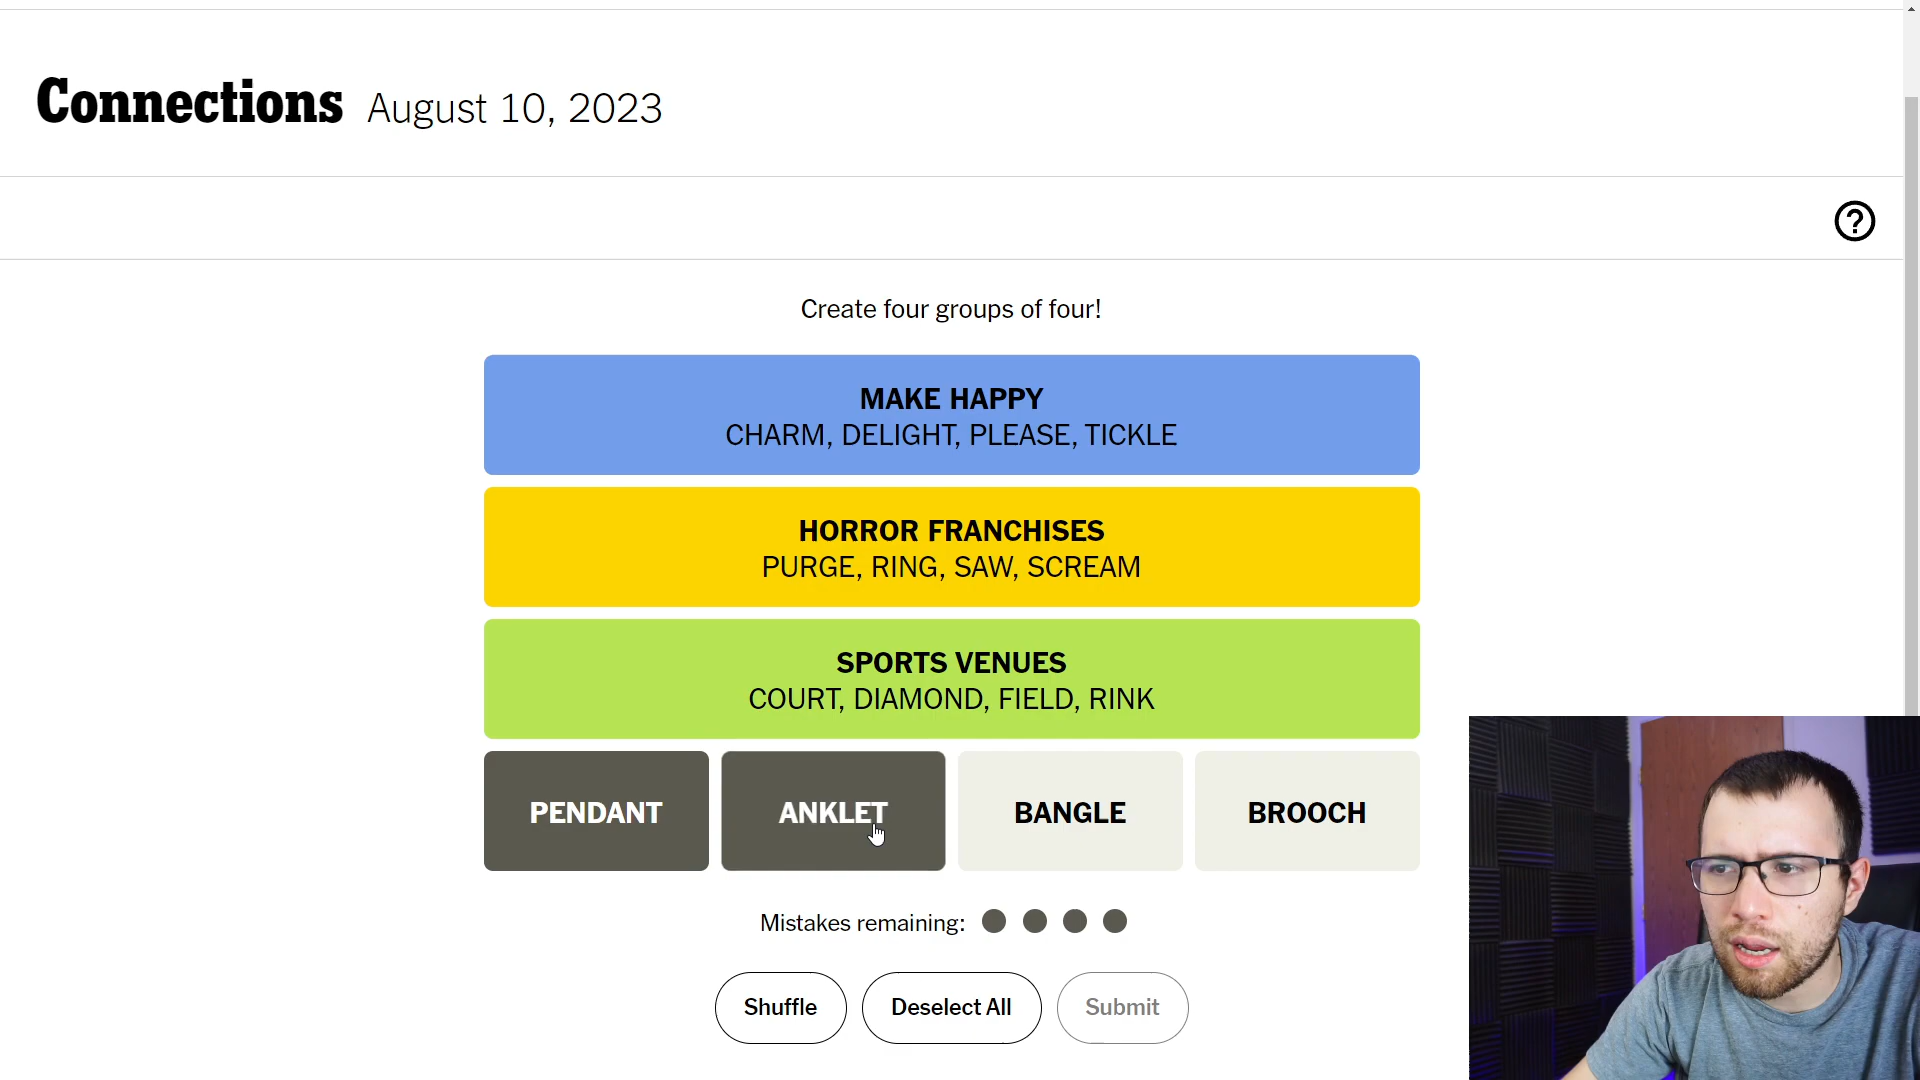 Connections August 10, 2023
Create four groups of four!
MAKE HAPPY
CHARM, DELIGHT, PLEASE, TICKLE
HORROR FRANCHISES
PURGE, RING, SAW, SCREAM
SPORTS VENUES
COURT, DIAMOND, FIELD, RINK
PENDANT ANKLET BANGLE BROOCH
Mistakes remaining:
Shuffle Deselect All Submit